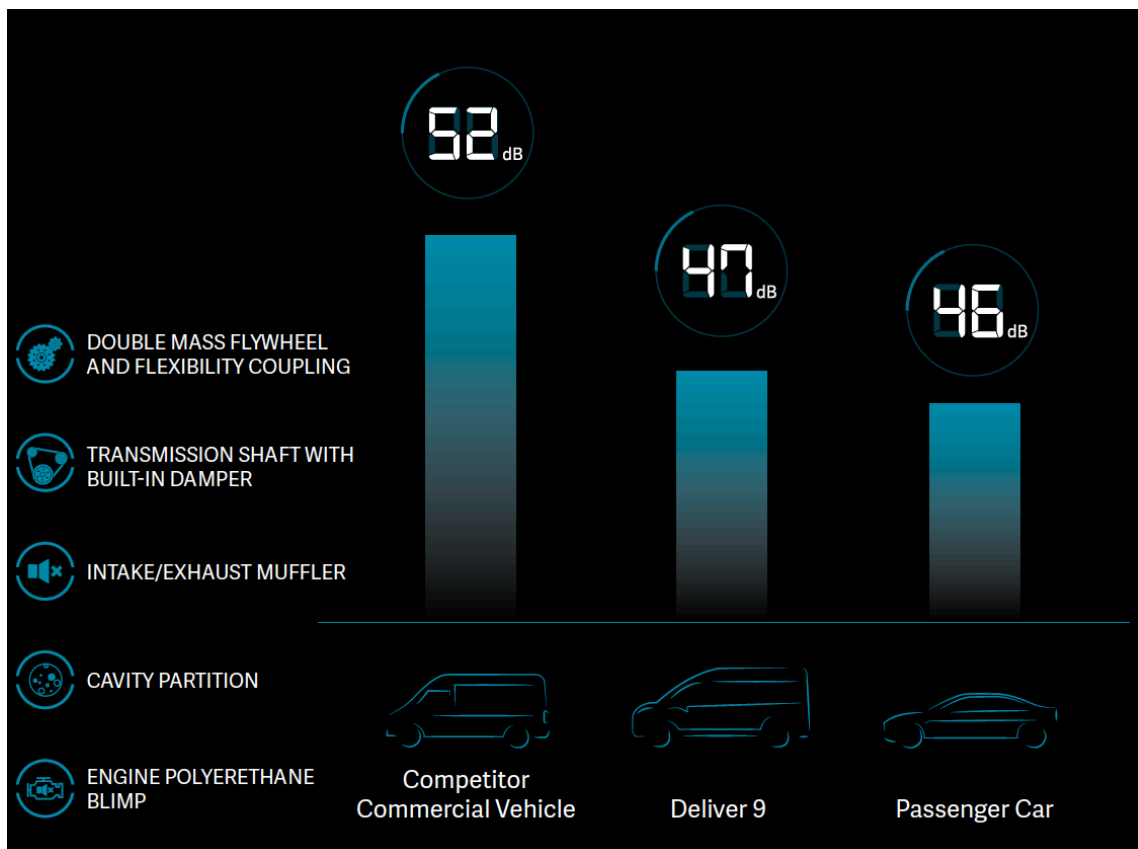 52 dB
47 dB
46 dB
DOUBLE MASS FLYWHEEL
AND FLEXIBILITY COUPLING
TRANSMISSION SHAFT WITH
BUILT-IN DAMPER
INTAKE/EXHAUST MUFFLER
CAVITY PARTITION
ENGINE POLYERETHANE
BLIMP
Competitor
Commercial Vehicle
Deliver 9
Passenger Car